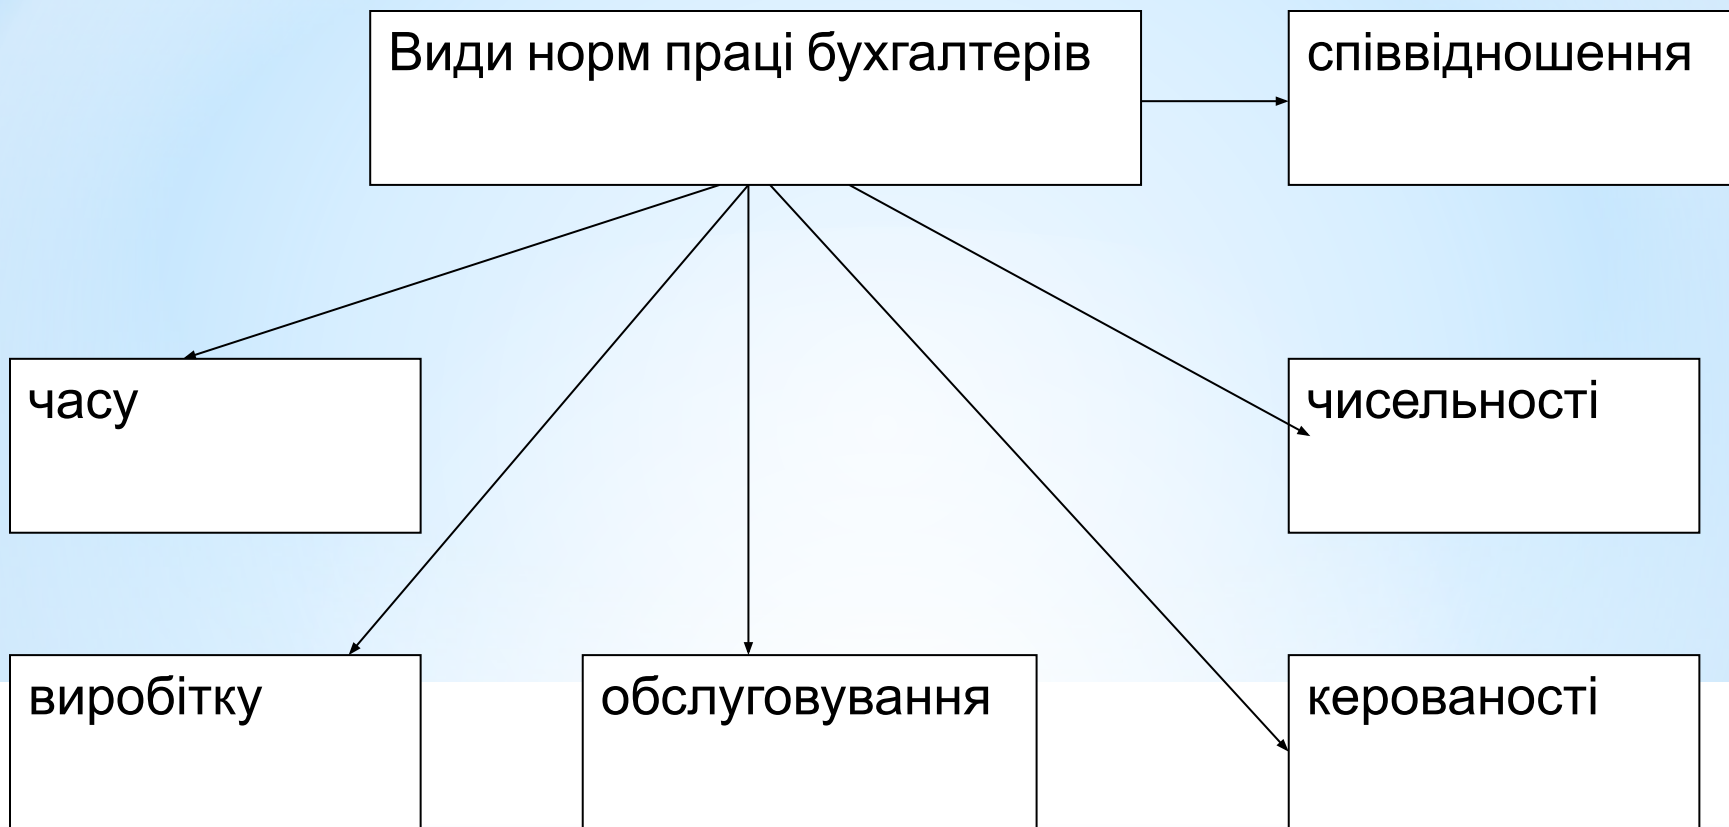 Види норм праці бухгалтерів
співвідношення
часу
чисельності
виробітку
обслуговування
керованості